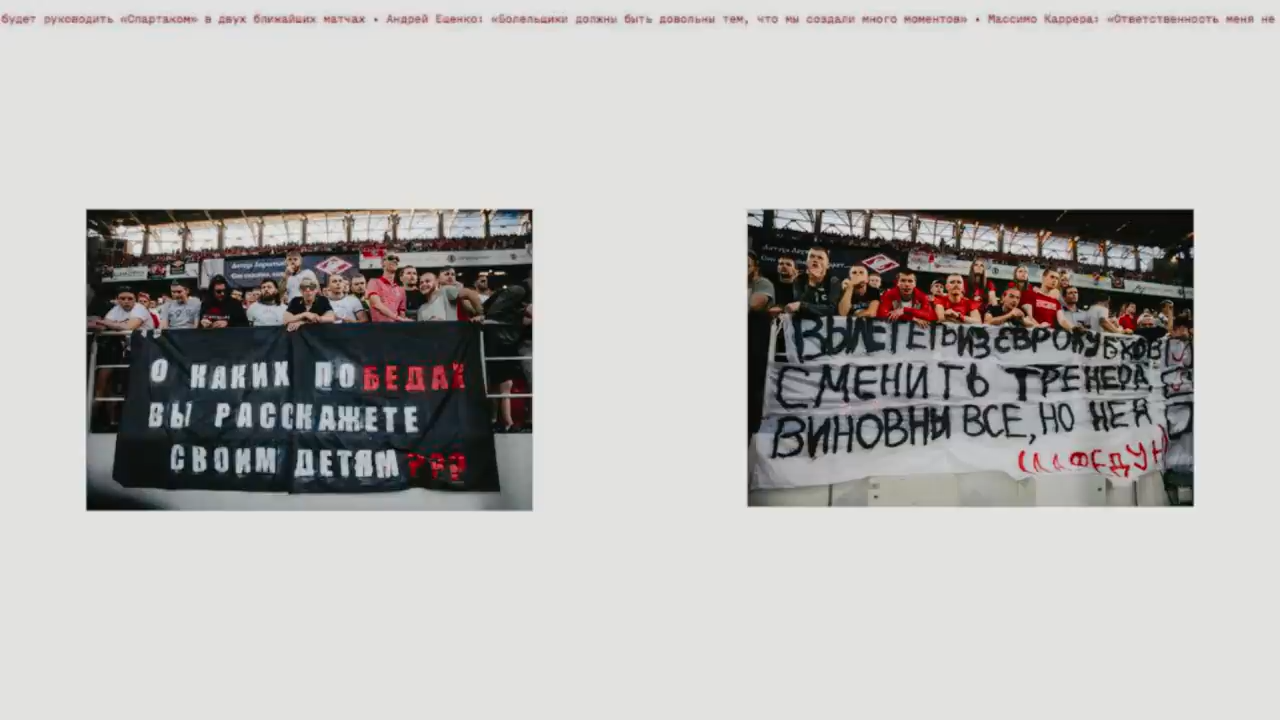 будет руководить «Спартаком» в двух ближайших матчах • Андрей Ещенко: «Болельщики должны быть довольны тем, что мы создали много моментов» • Массимо Каррера: «Ответственность меня не
О КАКИХ ПОБЕДАХ
ВЫ РАССКАЖЕТЕ
СВОИМ ДЕТЯМ???
ВЫЛЕТЕТЬ ИЗ ЕВРОКУБКОВ
СМЕНИТЬ ТРЕНЕРА
ВИНОВНЫ ВСЕ, НО НЕ Я